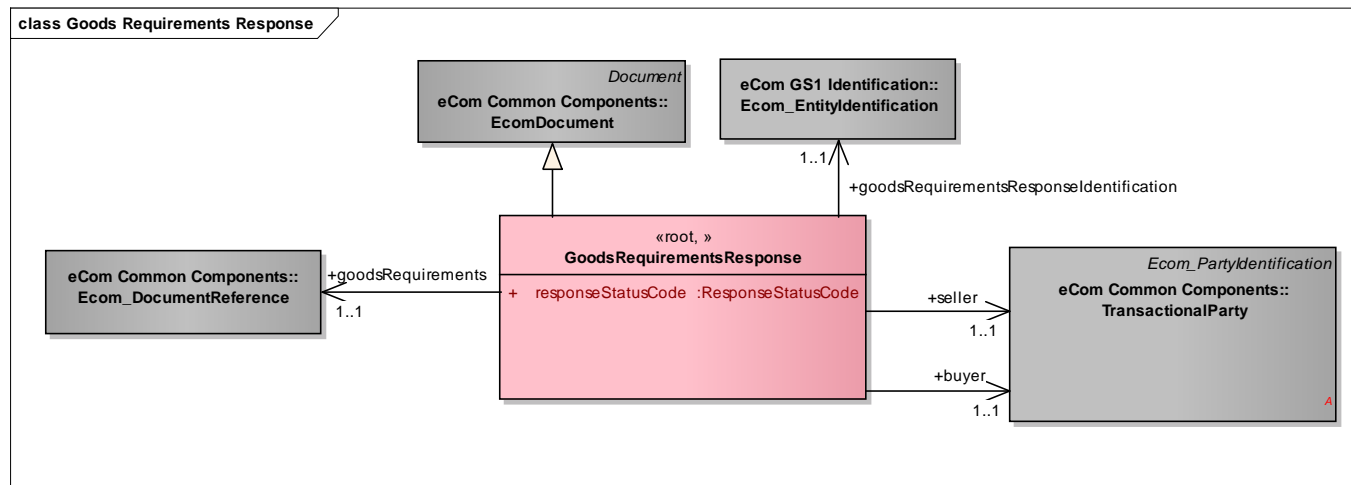 class Goods Requirements Response
Document
eCom Common Components::
EcomDocument
eCom GS1 Identification::
Ecom_EntityIdentification
1..1
+goodsRequirementsResponseIdentification
«root, »
GoodsRequirementsResponse
+ responseStatusCode :ResponseStatusCode
eCom Common Components::
Ecom_DocumentReference
+goodsRequirements
1..1
+seller
1..1
+buyer
1..1
Ecom_PartyIdentification
eCom Common Components::
TransactionalParty
A